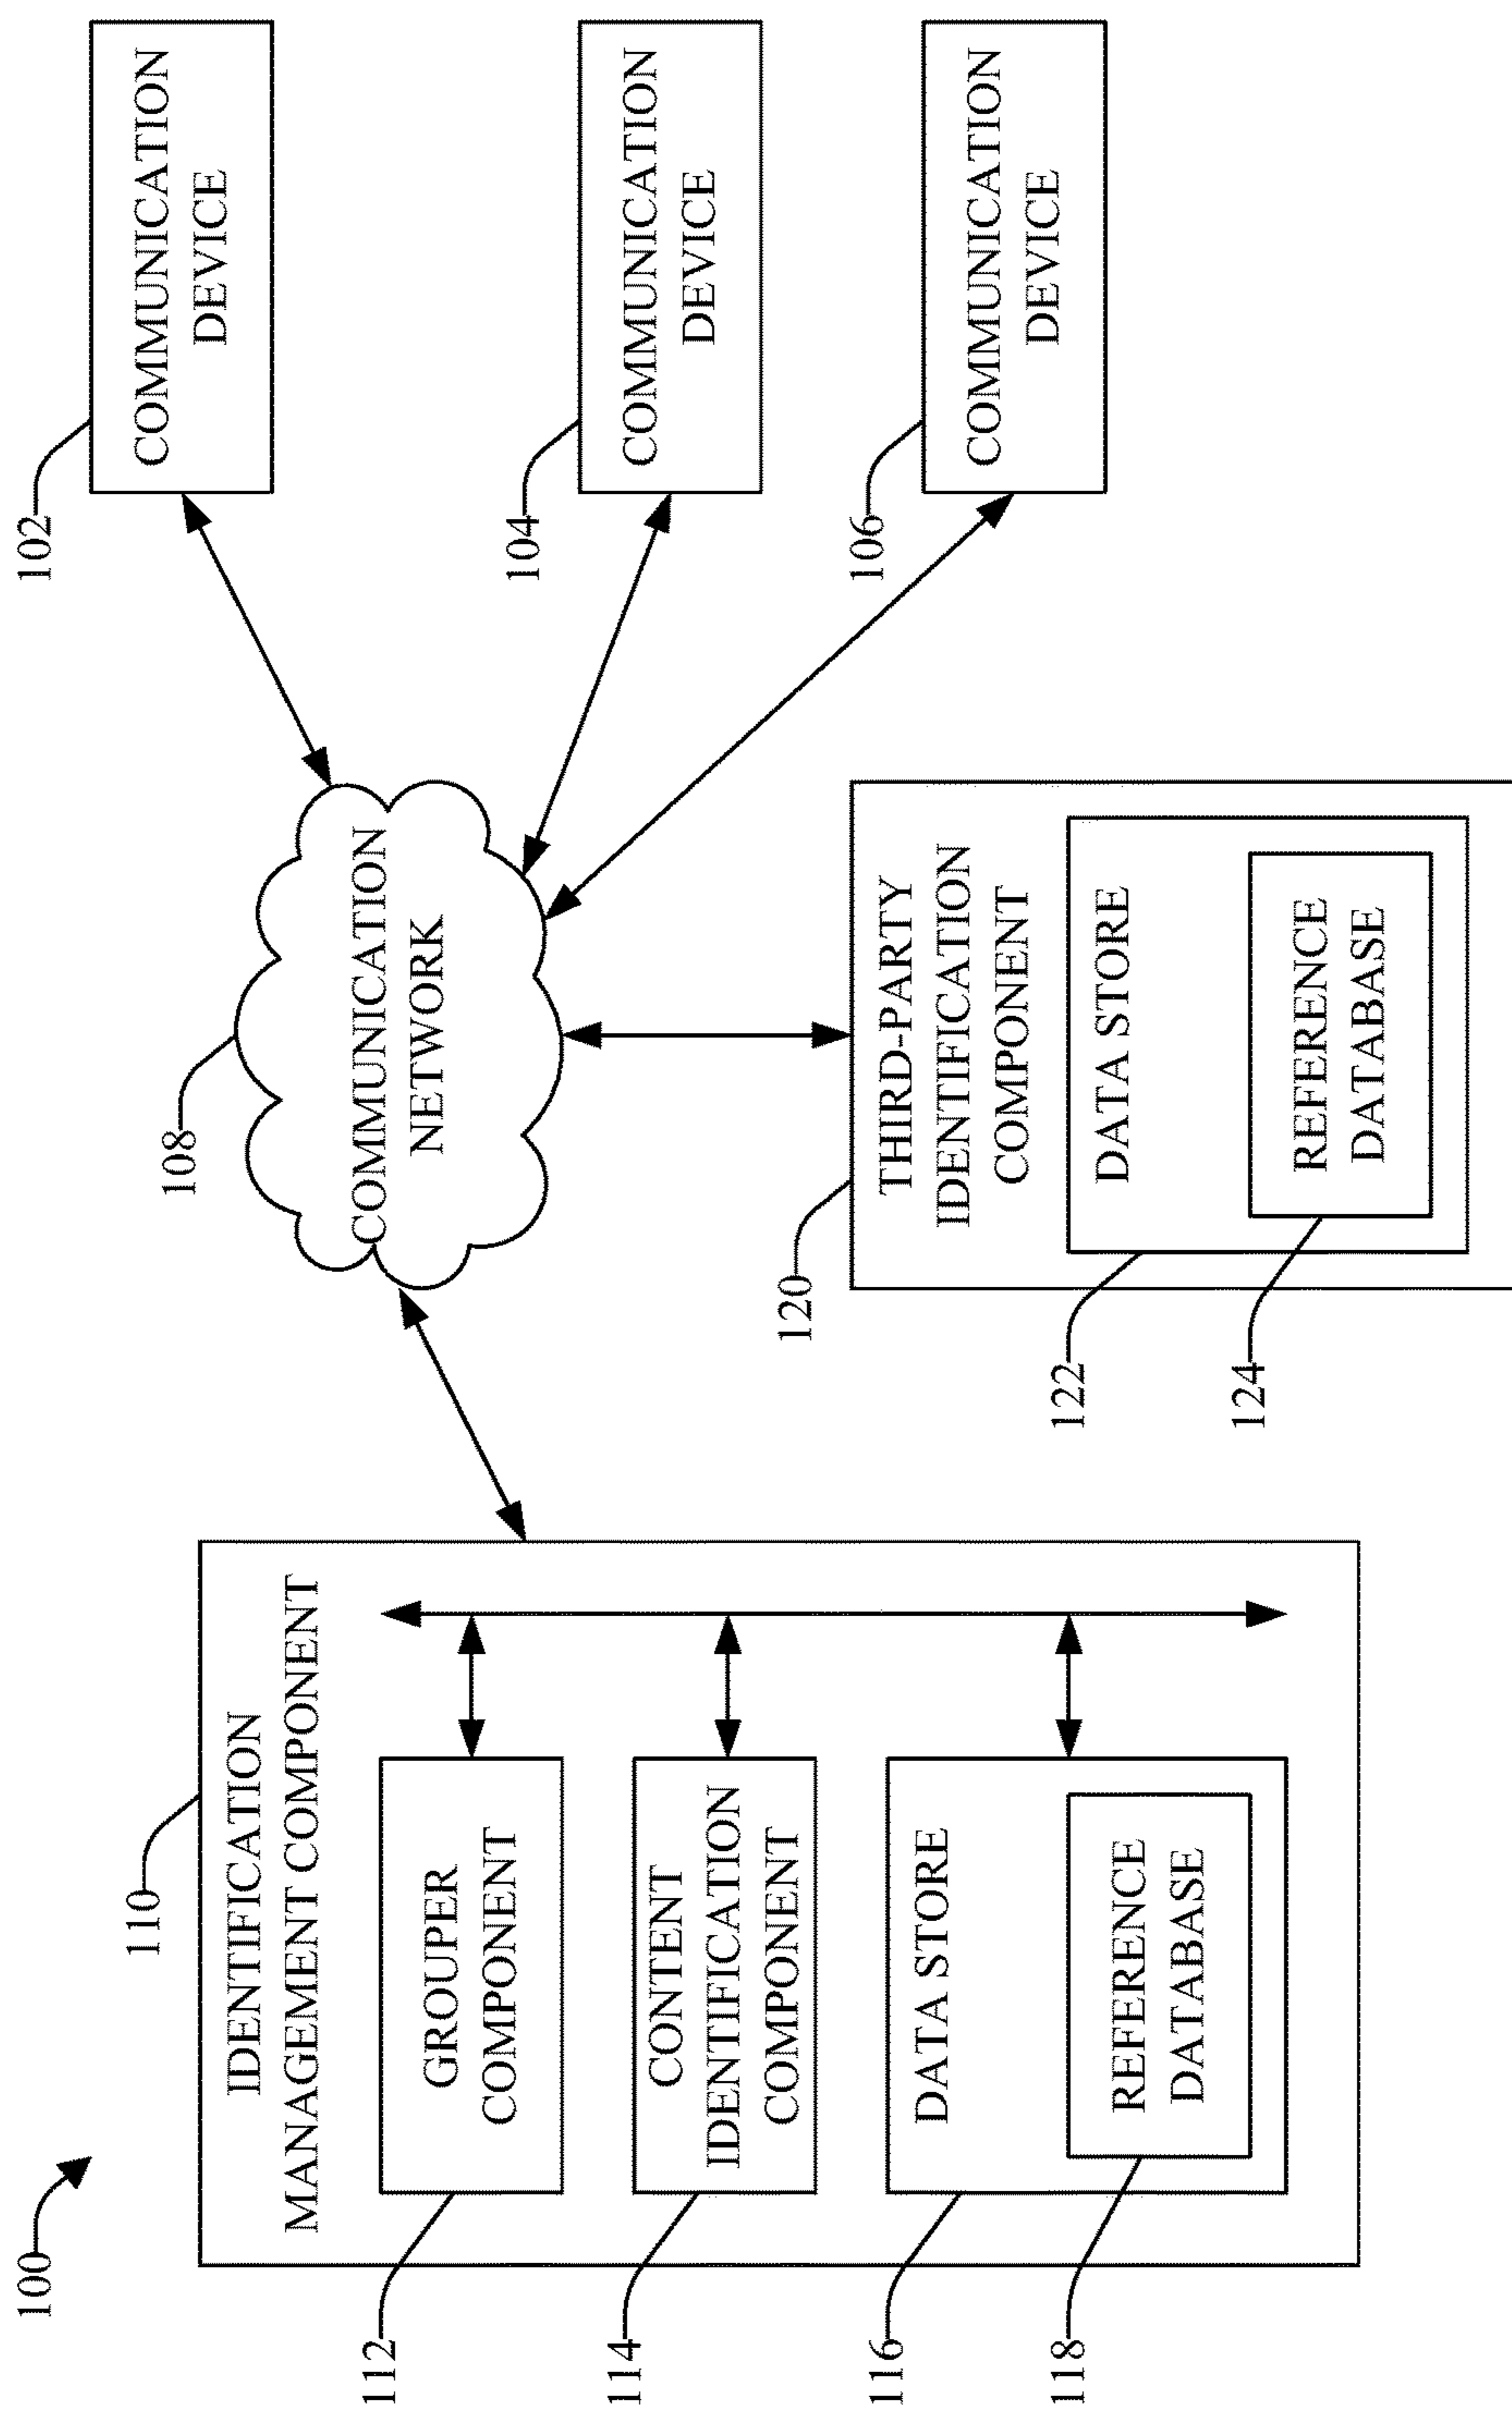 100
110
IDENTIFICATION
MANAGEMENT COMPONENT
112
GROUPER
COMPONENT
114
CONTENT
IDENTIFICATION
COMPONENT
116
DATA STORE
118
REFERENCE
DATABASE
108
COMMUNICATION
NETWORK
120
THIRD-PARTY
IDENTIFICATION
COMPONENT
122
DATA STORE
124
REFERENCE
DATABASE
102
COMMUNICATION
DEVICE
104
COMMUNICATION
DEVICE
106
COMMUNICATION
DEVICE